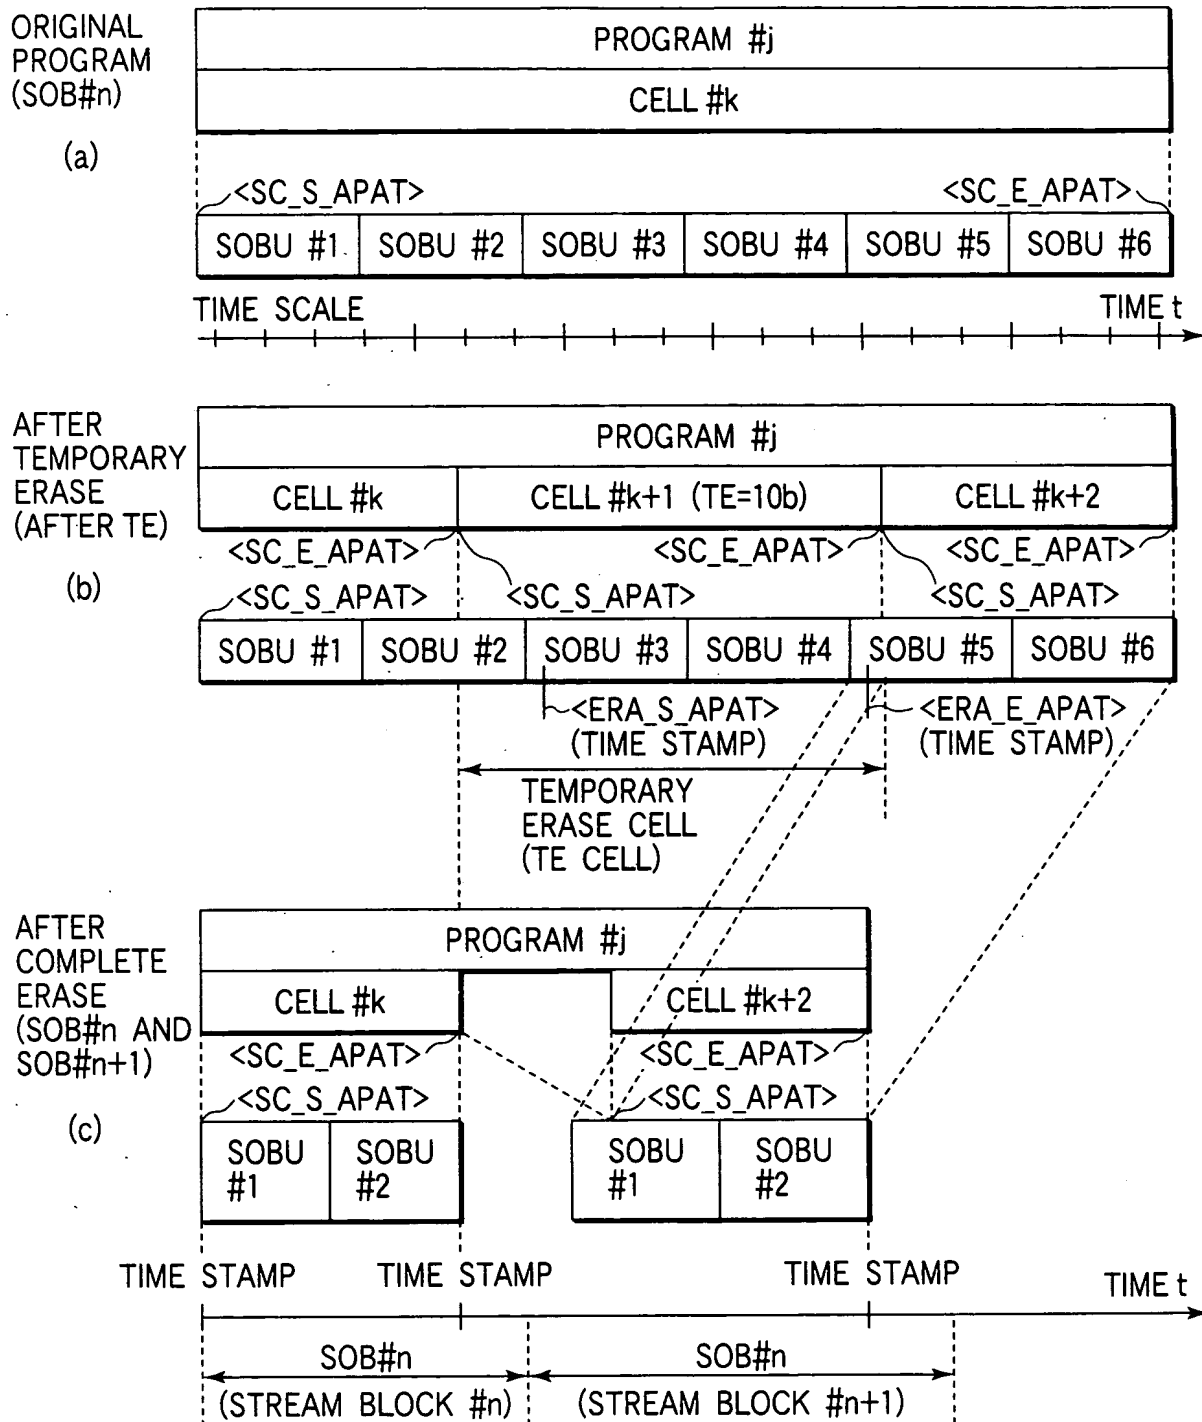 ORIGINAL
PROGRAM
(SOB#n)
(a)
PROGRAM #j
CELL #k
<SC_S_APAT>
<SC_E_APAT>
SOBU #1 SOBU #2 SOBU #3 SOBU #4 SOBU #5 SOBU #6
TIME SCALE
TIME t
AFTER
TEMPORARY
ERASE
(AFTER TE)
(b)
PROGRAM #j
CELL #k CELL #k+1 (TE=10b) CELL #k+2
<SC_E_APAT> <SC_E_APAT> <SC_E_APAT>
<SC_S_APAT> <SC_S_APAT> <SC_S_APAT>
SOBU #1 SOBU #2 SOBU #3 SOBU #4 SOBU #5 SOBU #6
<ERA_S_APAT>
(TIME STAMP)
<ERA_E_APAT>
(TIME STAMP)
TEMPORARY
ERASE CELL
(TE CELL)
AFTER
COMPLETE
ERASE
(SOB#n AND
SOB#n+1)
(c)
PROGRAM #j
CELL #k CELL #k+2
<SC_E_APAT> <SC_E_APAT>
<SC_S_APAT> <SC_S_APAT>
SOBU
#1
SOBU
#2
SOBU
#1
SOBU
#2
TIME STAMP TIME STAMP TIME STAMP
TIME t
SOB#n
(STREAM BLOCK #n)
SOB#n
(STREAM BLOCK #n+1)